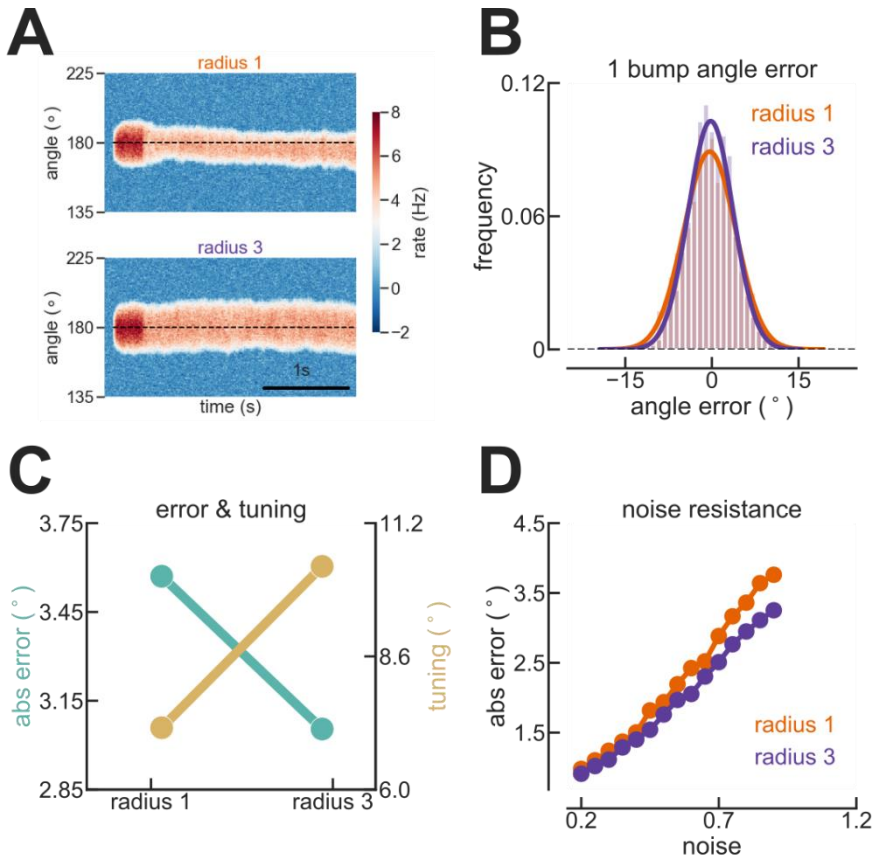 A
radius 1
225
180
135
angle (°)
radius 3
225
180
135
angle (°)
1s
time (s)
8
6
4
2
0
−2
rate (Hz)
B
1 bump angle error
0.12
0.06
0
frequency
radius 1
radius 3
−15
0
15
angle error (°)
C
error & tuning
3.75
3.45
3.15
2.85
abs error (°)
11.2
8.6
6.0
tuning (°)
radius 1
radius 3
D
noise resistance
4.5
3.5
2.5
1.5
abs error (°)
radius 1
radius 3
0.2
0.7
1.2
noise